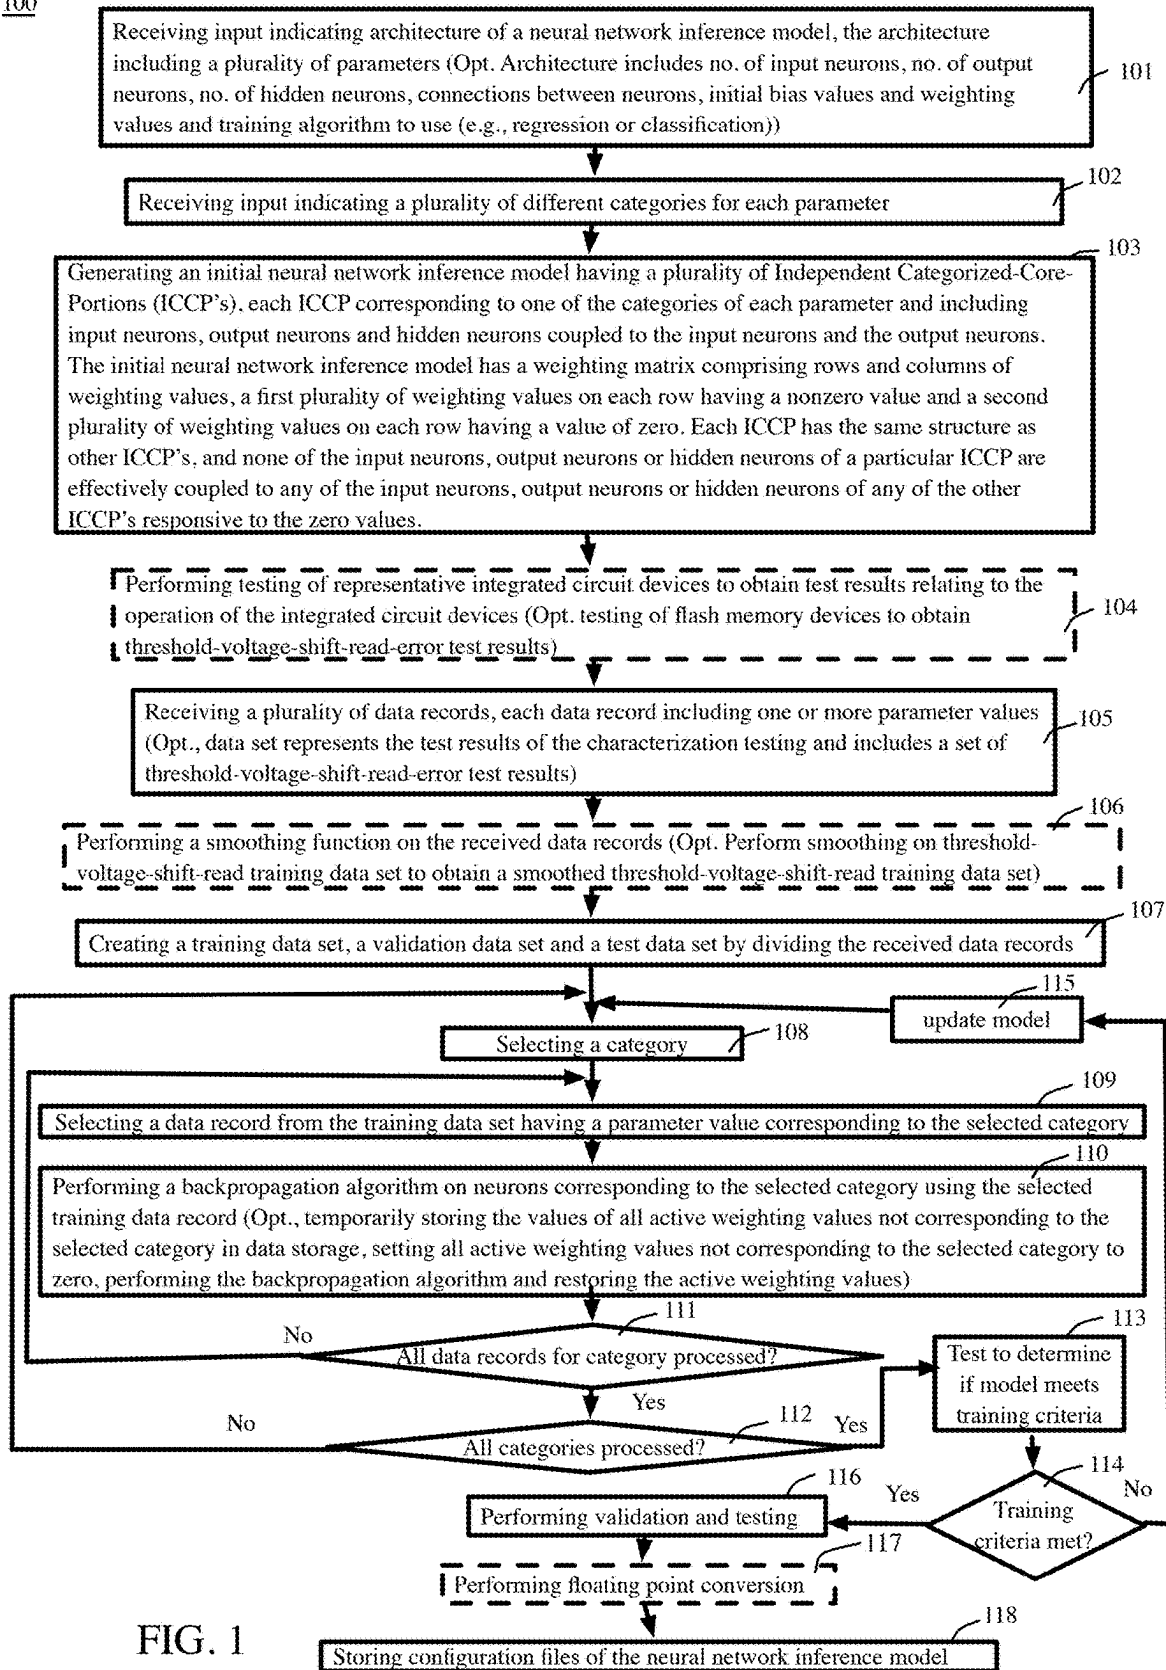 100
Receiving input indicating architecture of a neural network inference model, the architecture
including a plurality of parameters (Opt. Architecture includes no. of input neurons, no. of output
neurons, no. of hidden neurons, connections between neurons, initial bias values and weighting
values and training algorithm to use (e.g., regression or classification))
101
102
Receiving input indicating a plurality of different categories for each parameter
103
Generating an initial neural network inference model having a plurality of Independent Categorized-Core-
Portions (ICCP's), each ICCP corresponding to one of the categories of each parameter and including
input neurons, output neurons and hidden neurons coupled to the input neurons and the output neurons.
The initial neural network inference model has a weighting matrix comprising rows and columns of
weighting values, a first plurality of weighting values on each row having a nonzero value and a second
plurality of weighting values on each row having a value of zero. Each ICCP has the same structure as
other ICCP's, and none of the input neurons, output neurons or hidden neurons of a particular ICCP are
effectively coupled to any of the input neurons, output neurons or hidden neurons of any of the other
ICCP's responsive to the zero values.
Performing testing of representative integrated circuit devices to obtain test results relating to the
operation of the integrated circuit devices (Opt. testing of flash memory devices to obtain
threshold-voltage-shift-read-error test results)
104
Receiving a plurality of data records, each data record including one or more parameter values
(Opt., data set represents the test results of the characterization testing and includes a set of
threshold-voltage-shift-read-error test results)
105
106
Performing a smoothing function on the received data records (Opt. Perform smoothing on threshold-
voltage-shift-read training data set to obtain a smoothed threshold-voltage-shift-read training data set)
107
Creating a training data set, a validation data set and a test data set by dividing the received data records
115
update model
108
Selecting a category
109
Selecting a data record from the training data set having a parameter value corresponding to the selected category
110
Performing a backpropagation algorithm on neurons corresponding to the selected category using the selected
training data record (Opt., temporarily storing the values of all active weighting values not corresponding to the
selected category in data storage, setting all active weighting values not corresponding to the selected category to
zero, performing the backpropagation algorithm and restoring the active weighting values)
111
No
All data records for category processed?
Yes
113
Test to determine
if model meets
training criteria
112
No
All categories processed?
Yes
114
Yes
No
Training
criteria met?
116
Performing validation and testing
117
Performing floating point conversion
118
Storing configuration files of the neural network inference model
FIG. 1